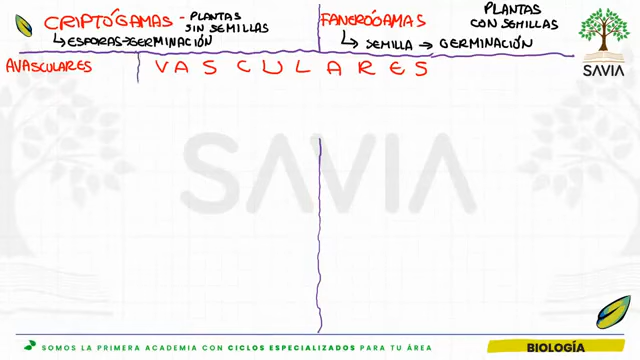 CRIPTÓGAMAS - PLANTAS SIN SEMILLAS
↳ ESPORAS → GERMINACIÓN
FANERÓGAMAS
PLANTAS CON SEMILLAS
↳ SEMILLA → GERMINACIÓN
SAVIA
AVASCULARES
VASCULARES
SAVIA
SOMOS LA PRIMERA ACADEMIA CON CICLOS ESPECIALIZADOS PARA TU ÁREA
BIOLOGÍA